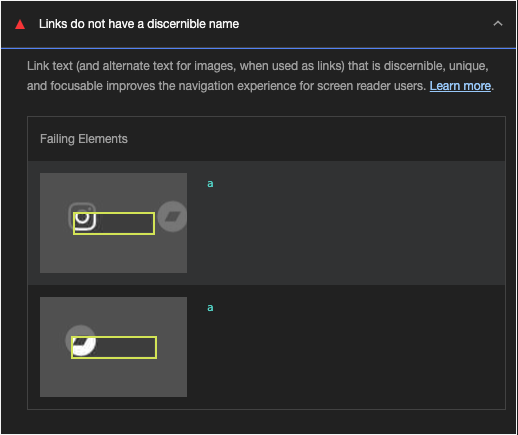 Links do not have a discernible name
Link text (and alternate text for images, when used as links) that is discernible, unique,
and focusable improves the navigation experience for screen reader users. Learn more.
Failing Elements
a
a